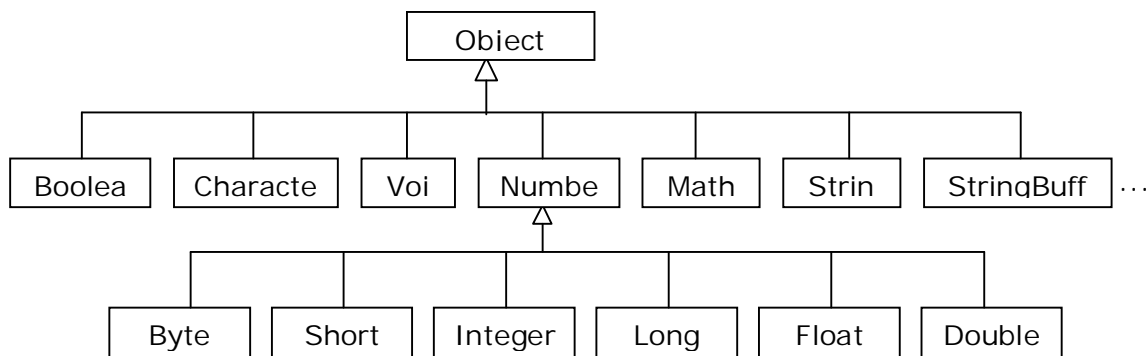 Object
Boolea Characte Voi Numbe Math Strin StringBuff ...
Byte Short Integer Long Float Double